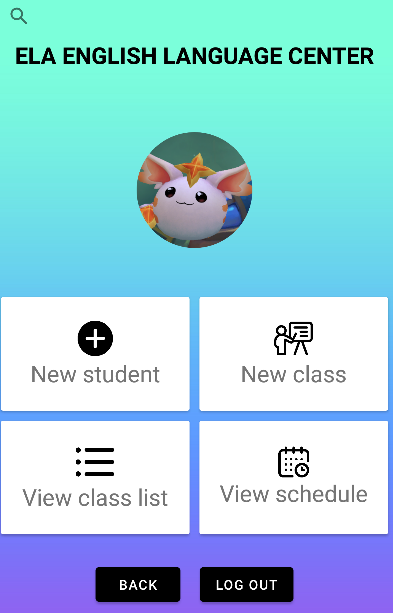 ELA ENGLISH LANGUAGE CENTER
New student
New class
View class list
View schedule
BACK
LOG OUT